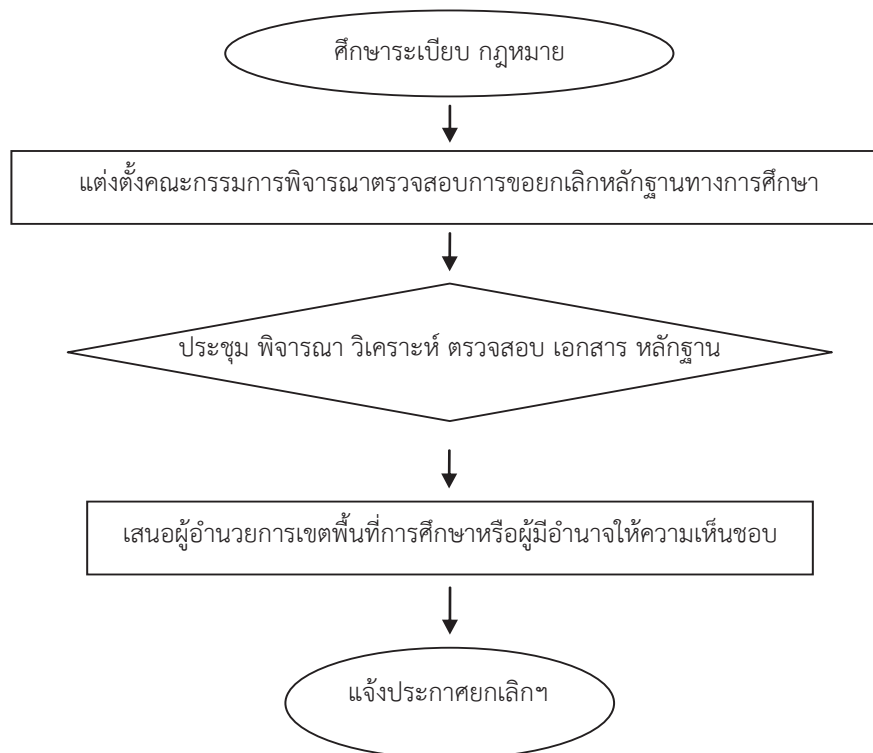 ศึกษาระเบียบ กฎหมาย
แต่งตั้งคณะกรรมการพิจารณาตรวจสอบการขอยกเลิกหลักฐานทางการศึกษา
ประชุม พิจารณา วิเคราะห์ ตรวจสอบ เอกสาร หลักฐาน
เสนอผู้อำนวยการเขตพื้นที่การศึกษาหรือผู้มีอำนาจให้ความเห็นชอบ
แจ้งประกาศยกเลิกฯ